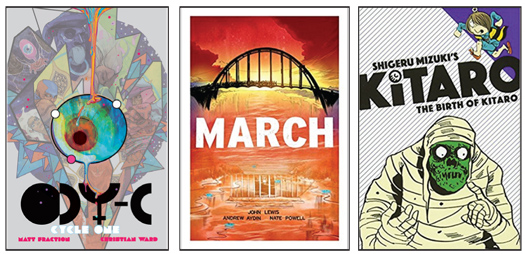 ODY-C
CYCLE ONE
MATT FRACTION
CHRISTIAN WARD
MARCH
JOHN LEWIS
ANDREW AYDIN NATE POWELL
SHIGERU MIZUKI'S
KITARO
THE BIRTH OF KITARO